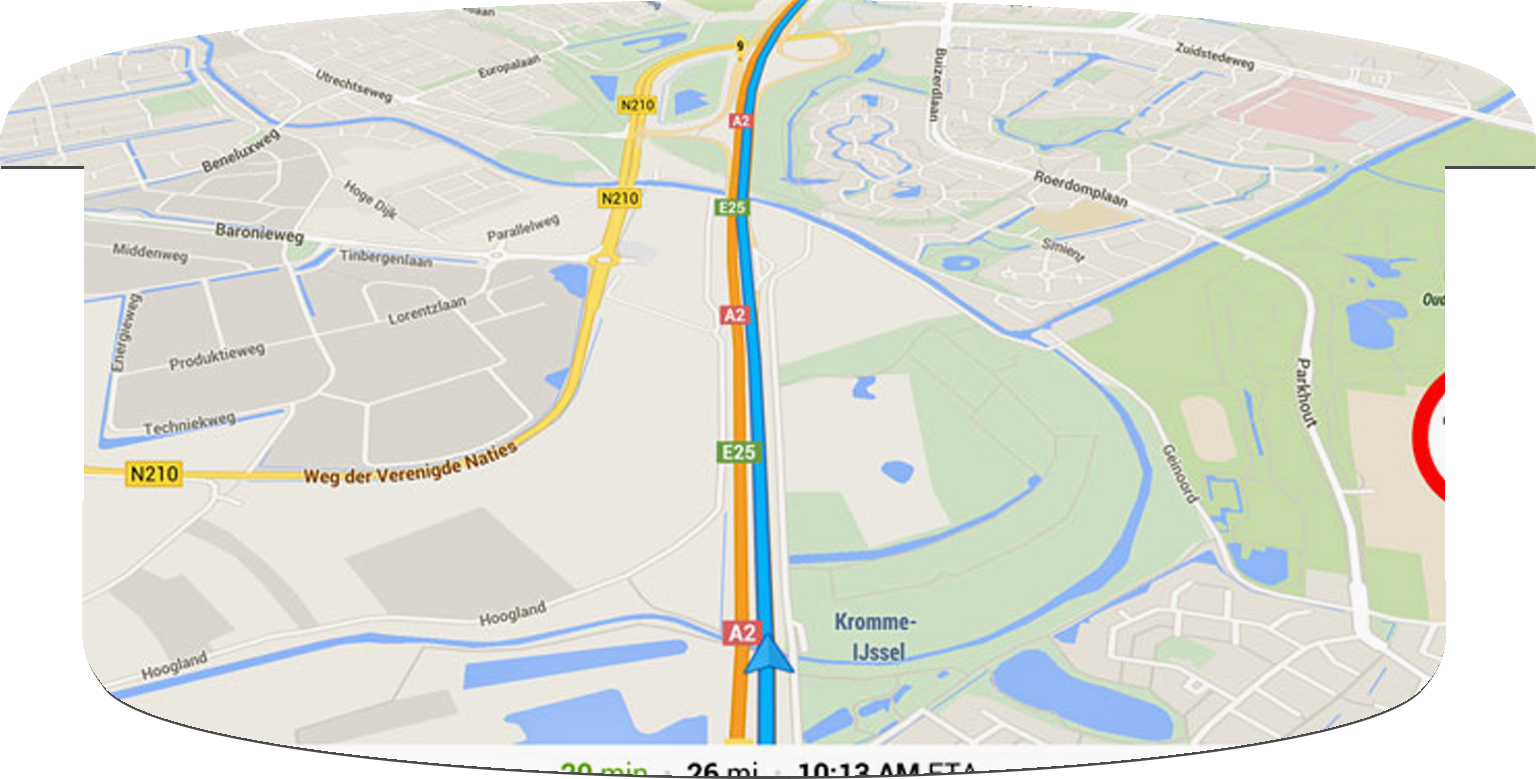 9
Zuidstedeweg
Europalaan
Utrechtseweg
Buizerdlaan
N210
A2
Beneluxweg
Hoge Dijk
Roerdomplaan
N210
E25
Parallelweg
Baronieweg
Middenweg
Tinbergenlaan
Smient
Energieweg
Lorentzlaan
A2
Produktieweg
Parkhout
Techniekweg
N210
Weg der Verenigde Naties
E25
Geinoord
Hoogland
A2
Kromme-
IJssel
Hoogland
26 mi · 10:13 AM ETA